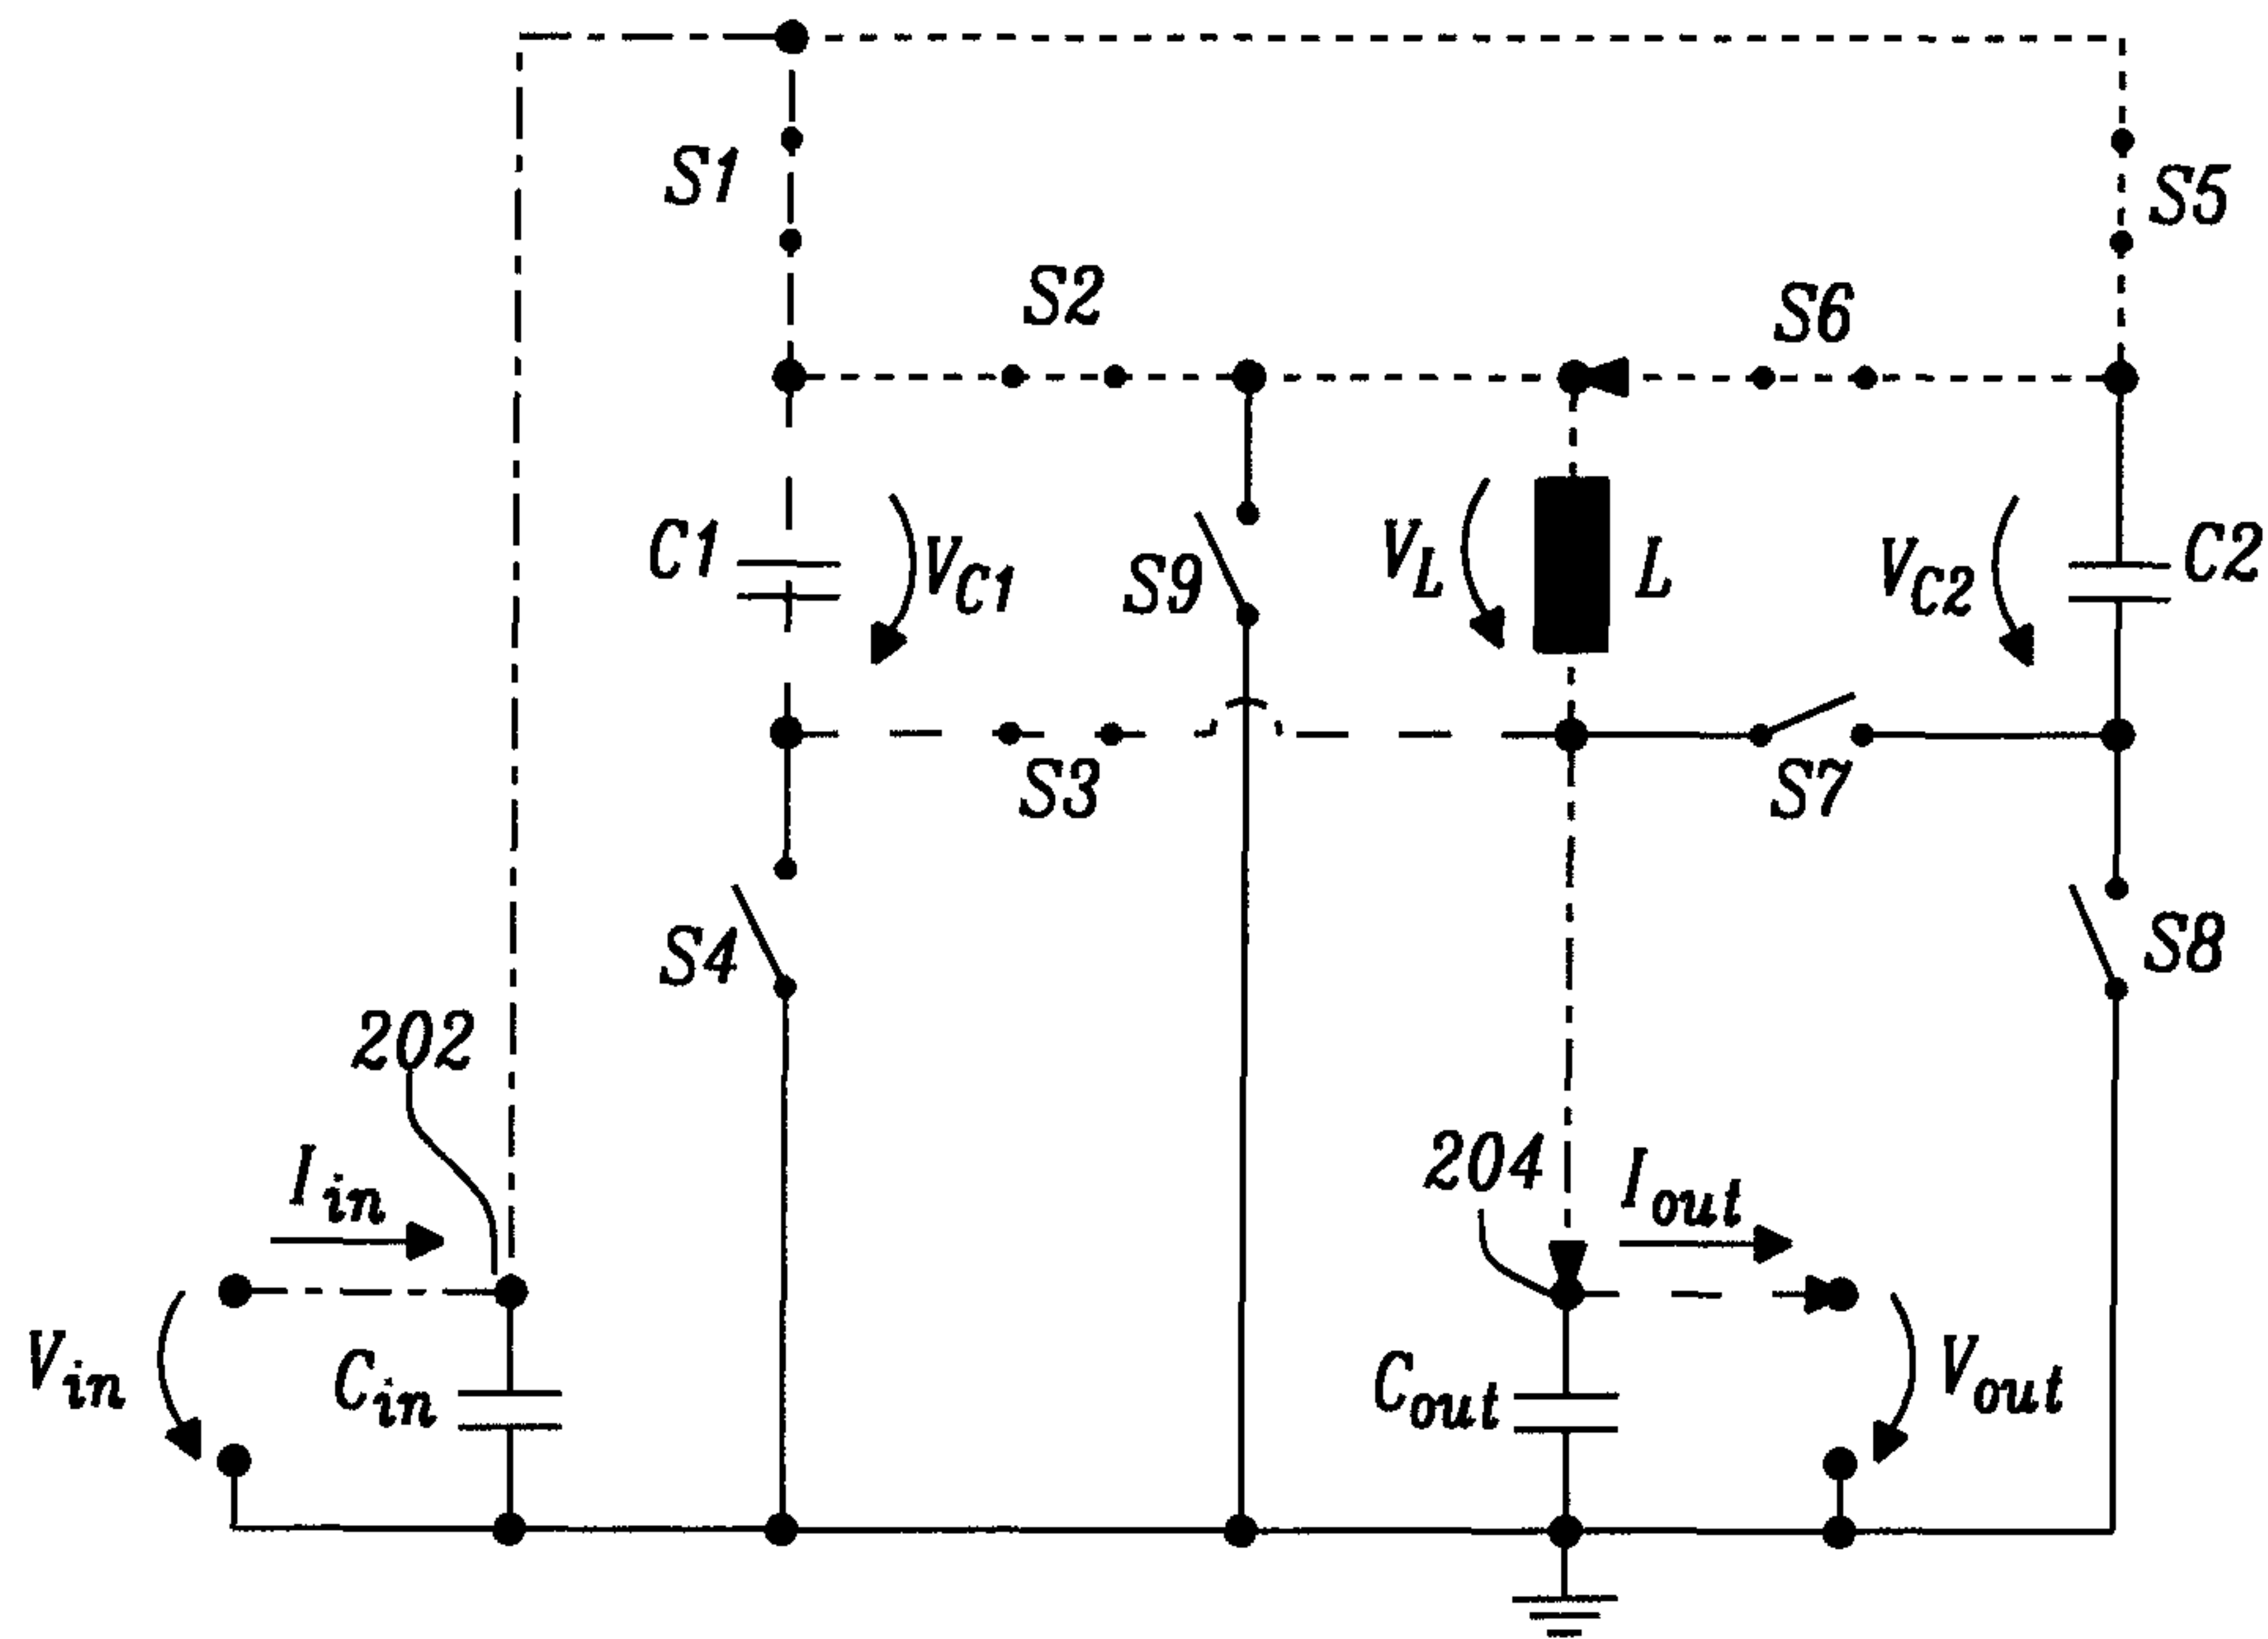 S1
S5
S2
S6
C1
VC1
S9
VL
L
VC2
C2
S3
S7
S4
S8
202
204
Iin
Iout
Vin
Cin
Cout
Vout